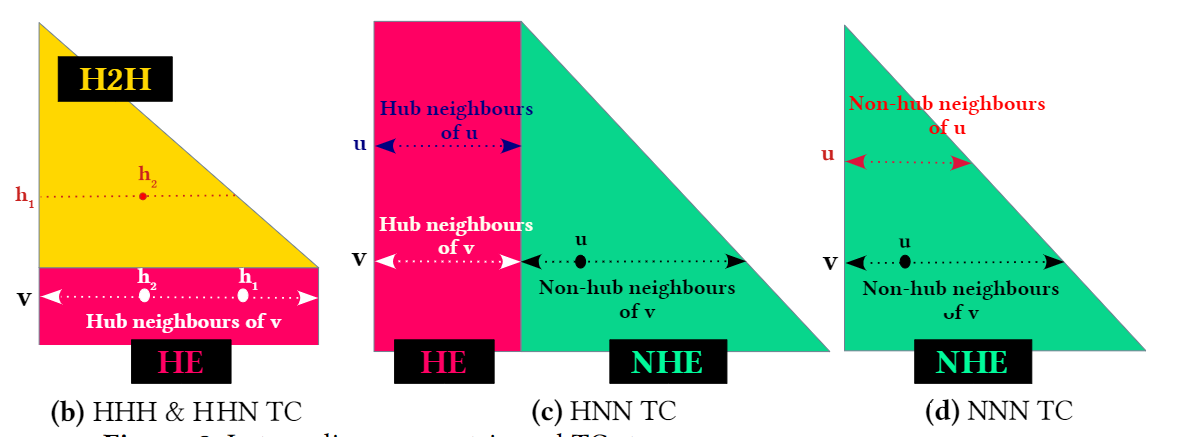 H2H
h₂
h₁
v
h₂ h₁
Hub neighbours of v
HE
(b) HHH & HHN TC
Hub neighbours
of u
u
Hub neighbours
of v
v
u
Non-hub neighbours
of v
HE
NHE
(c) HNN TC
Non-hub neighbours
of u
u
u
v
Non-hub neighbours
of v
NHE
(d) NNN TC